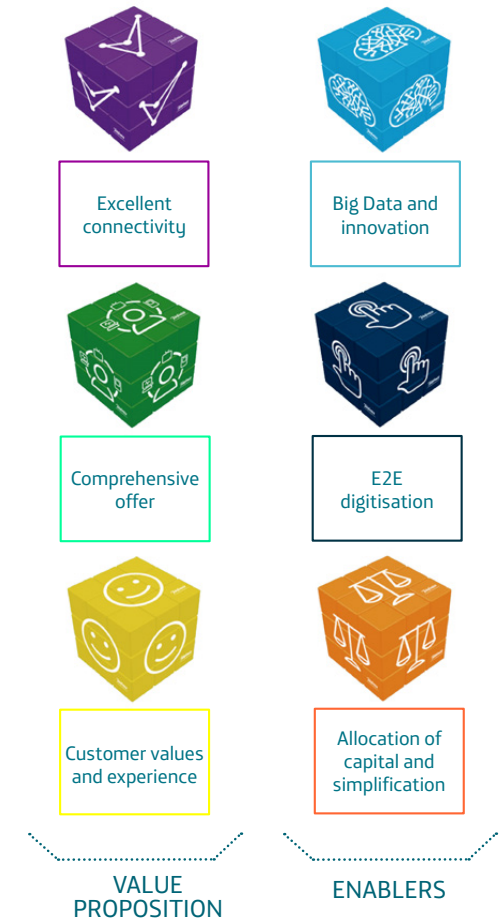 Excellent
connectivity
Big Data and
innovation
Comprehensive
offer
E2E
digitisation
Customer values
and experience
Allocation of
capital and
simplification
VALUE
PROPOSITION
ENABLERS